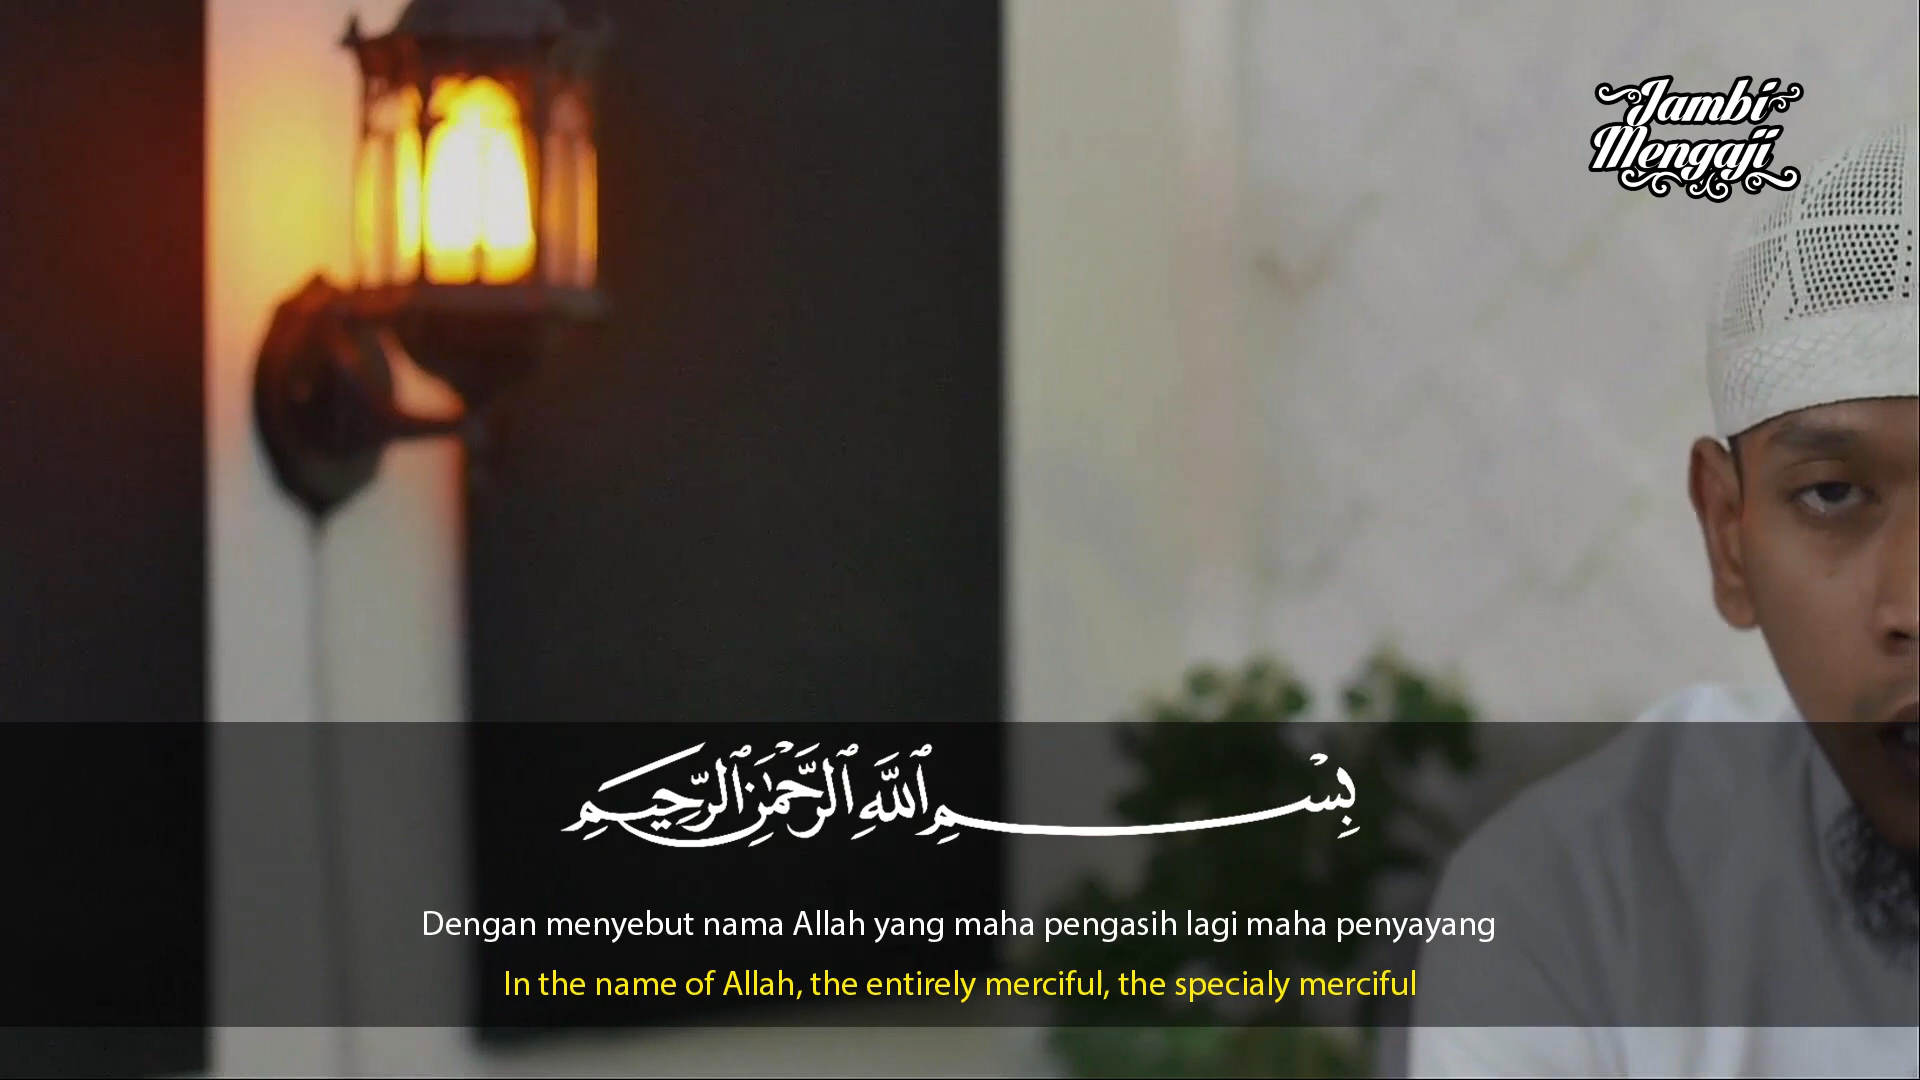 Jambi
Mengaji
بِسْمِ ٱللَّهِ ٱلرَّحْمَٰنِ ٱلرَّحِيمِ
Dengan menyebut nama Allah yang maha pengasih lagi maha penyayang
In the name of Allah, the entirely merciful, the specialy merciful